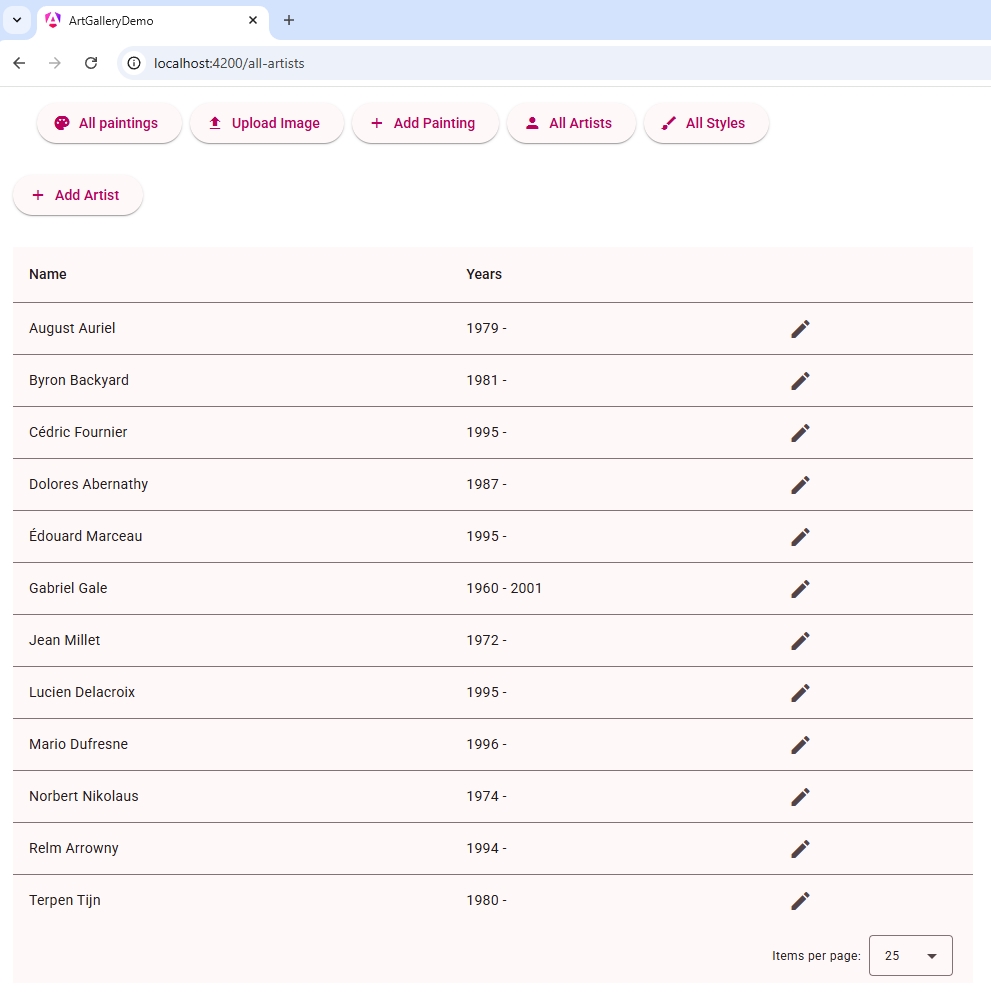 ArtGalleryDemo
localhost:4200/all-artists
All paintings Upload Image Add Painting All Artists All Styles
Add Artist
Name Years
August Auriel 1979 -
Byron Backyard 1981 -
Cédric Fournier 1995 -
Dolores Abernathy 1987 -
Édouard Marceau 1995 -
Gabriel Gale 1960 - 2001
Jean Millet 1972 -
Lucien Delacroix 1995 -
Mario Dufresne 1996 -
Norbert Nikolaus 1974 -
Relm Arrowny 1994 -
Terpen Tijn 1980 -
Items per page: 25